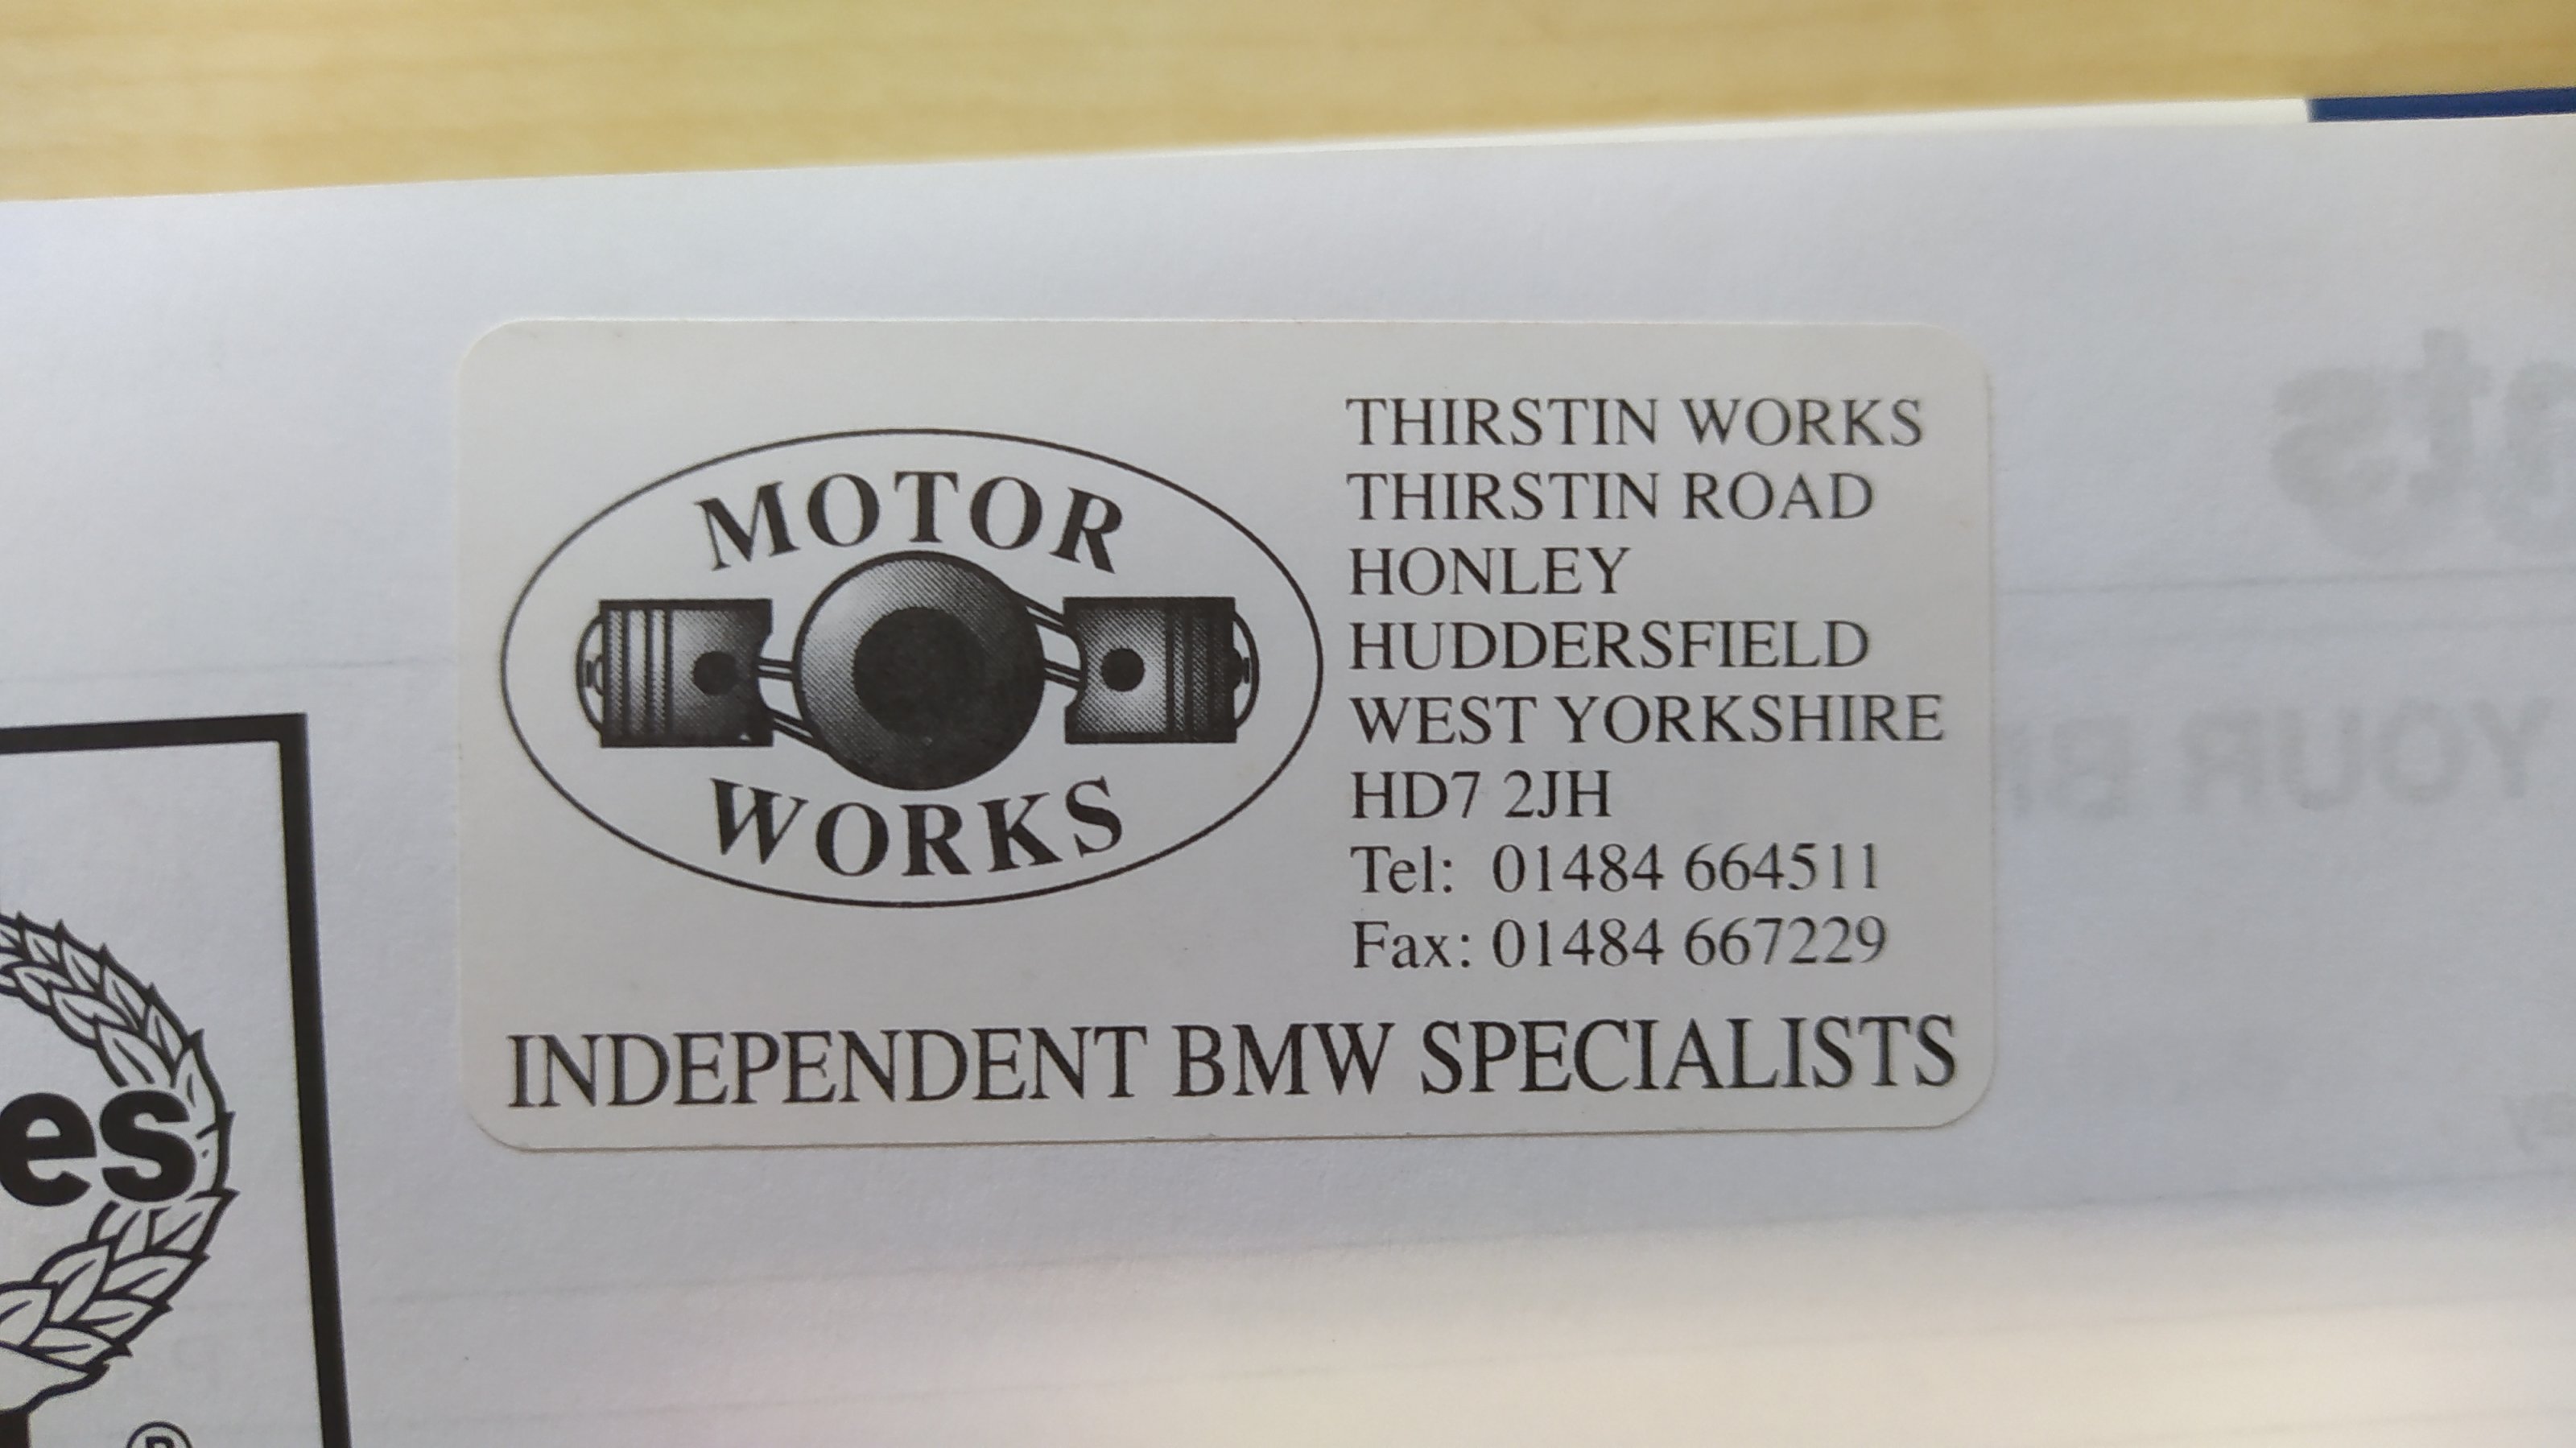 MOTOR
WORKS
THIRSTIN WORKS
THIRSTIN ROAD
HONLEY
HUDDERSFIELD
WEST YORKSHIRE
HD7 2JH
Tel: 01484 664511
Fax: 01484 667229
INDEPENDENT BMW SPECIALISTS
es
®
YOUR